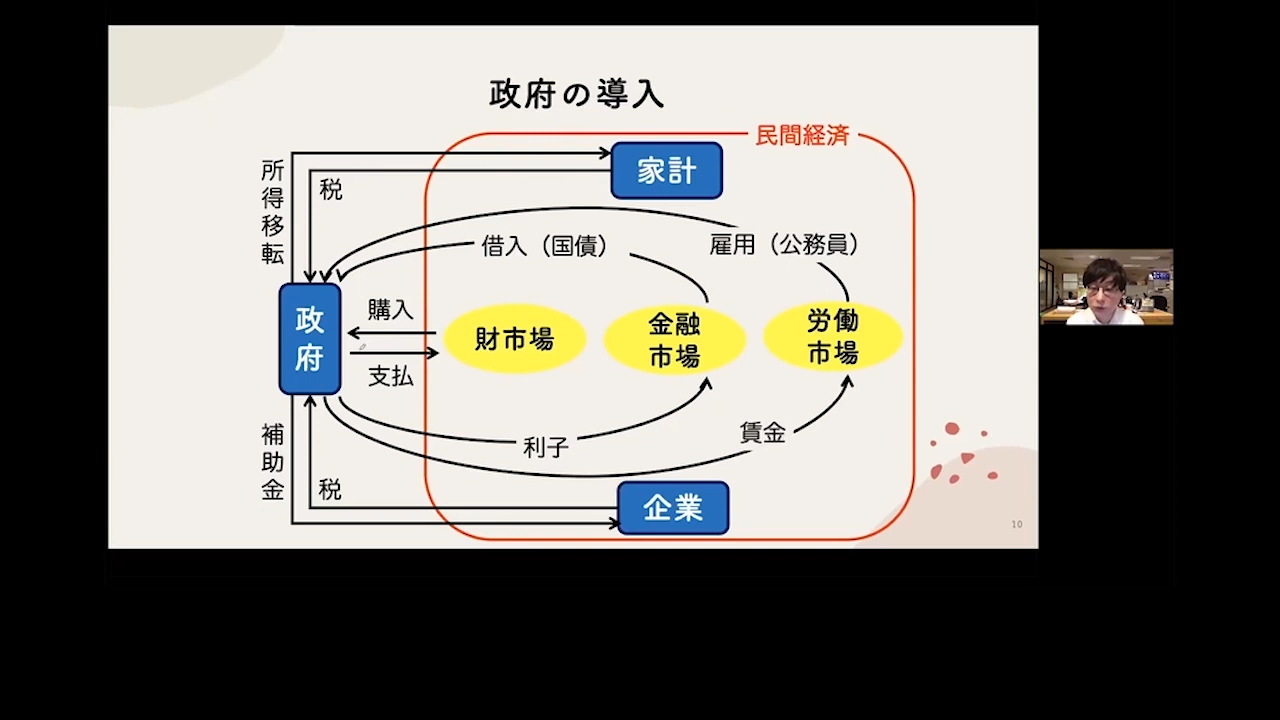 政府の導入
民間経済
家計
所得移転
税
借入（国債）
雇用（公務員）
政府
購入
支払
財市場
金融
市場
労働
市場
利子
賃金
補助金
税
企業
10